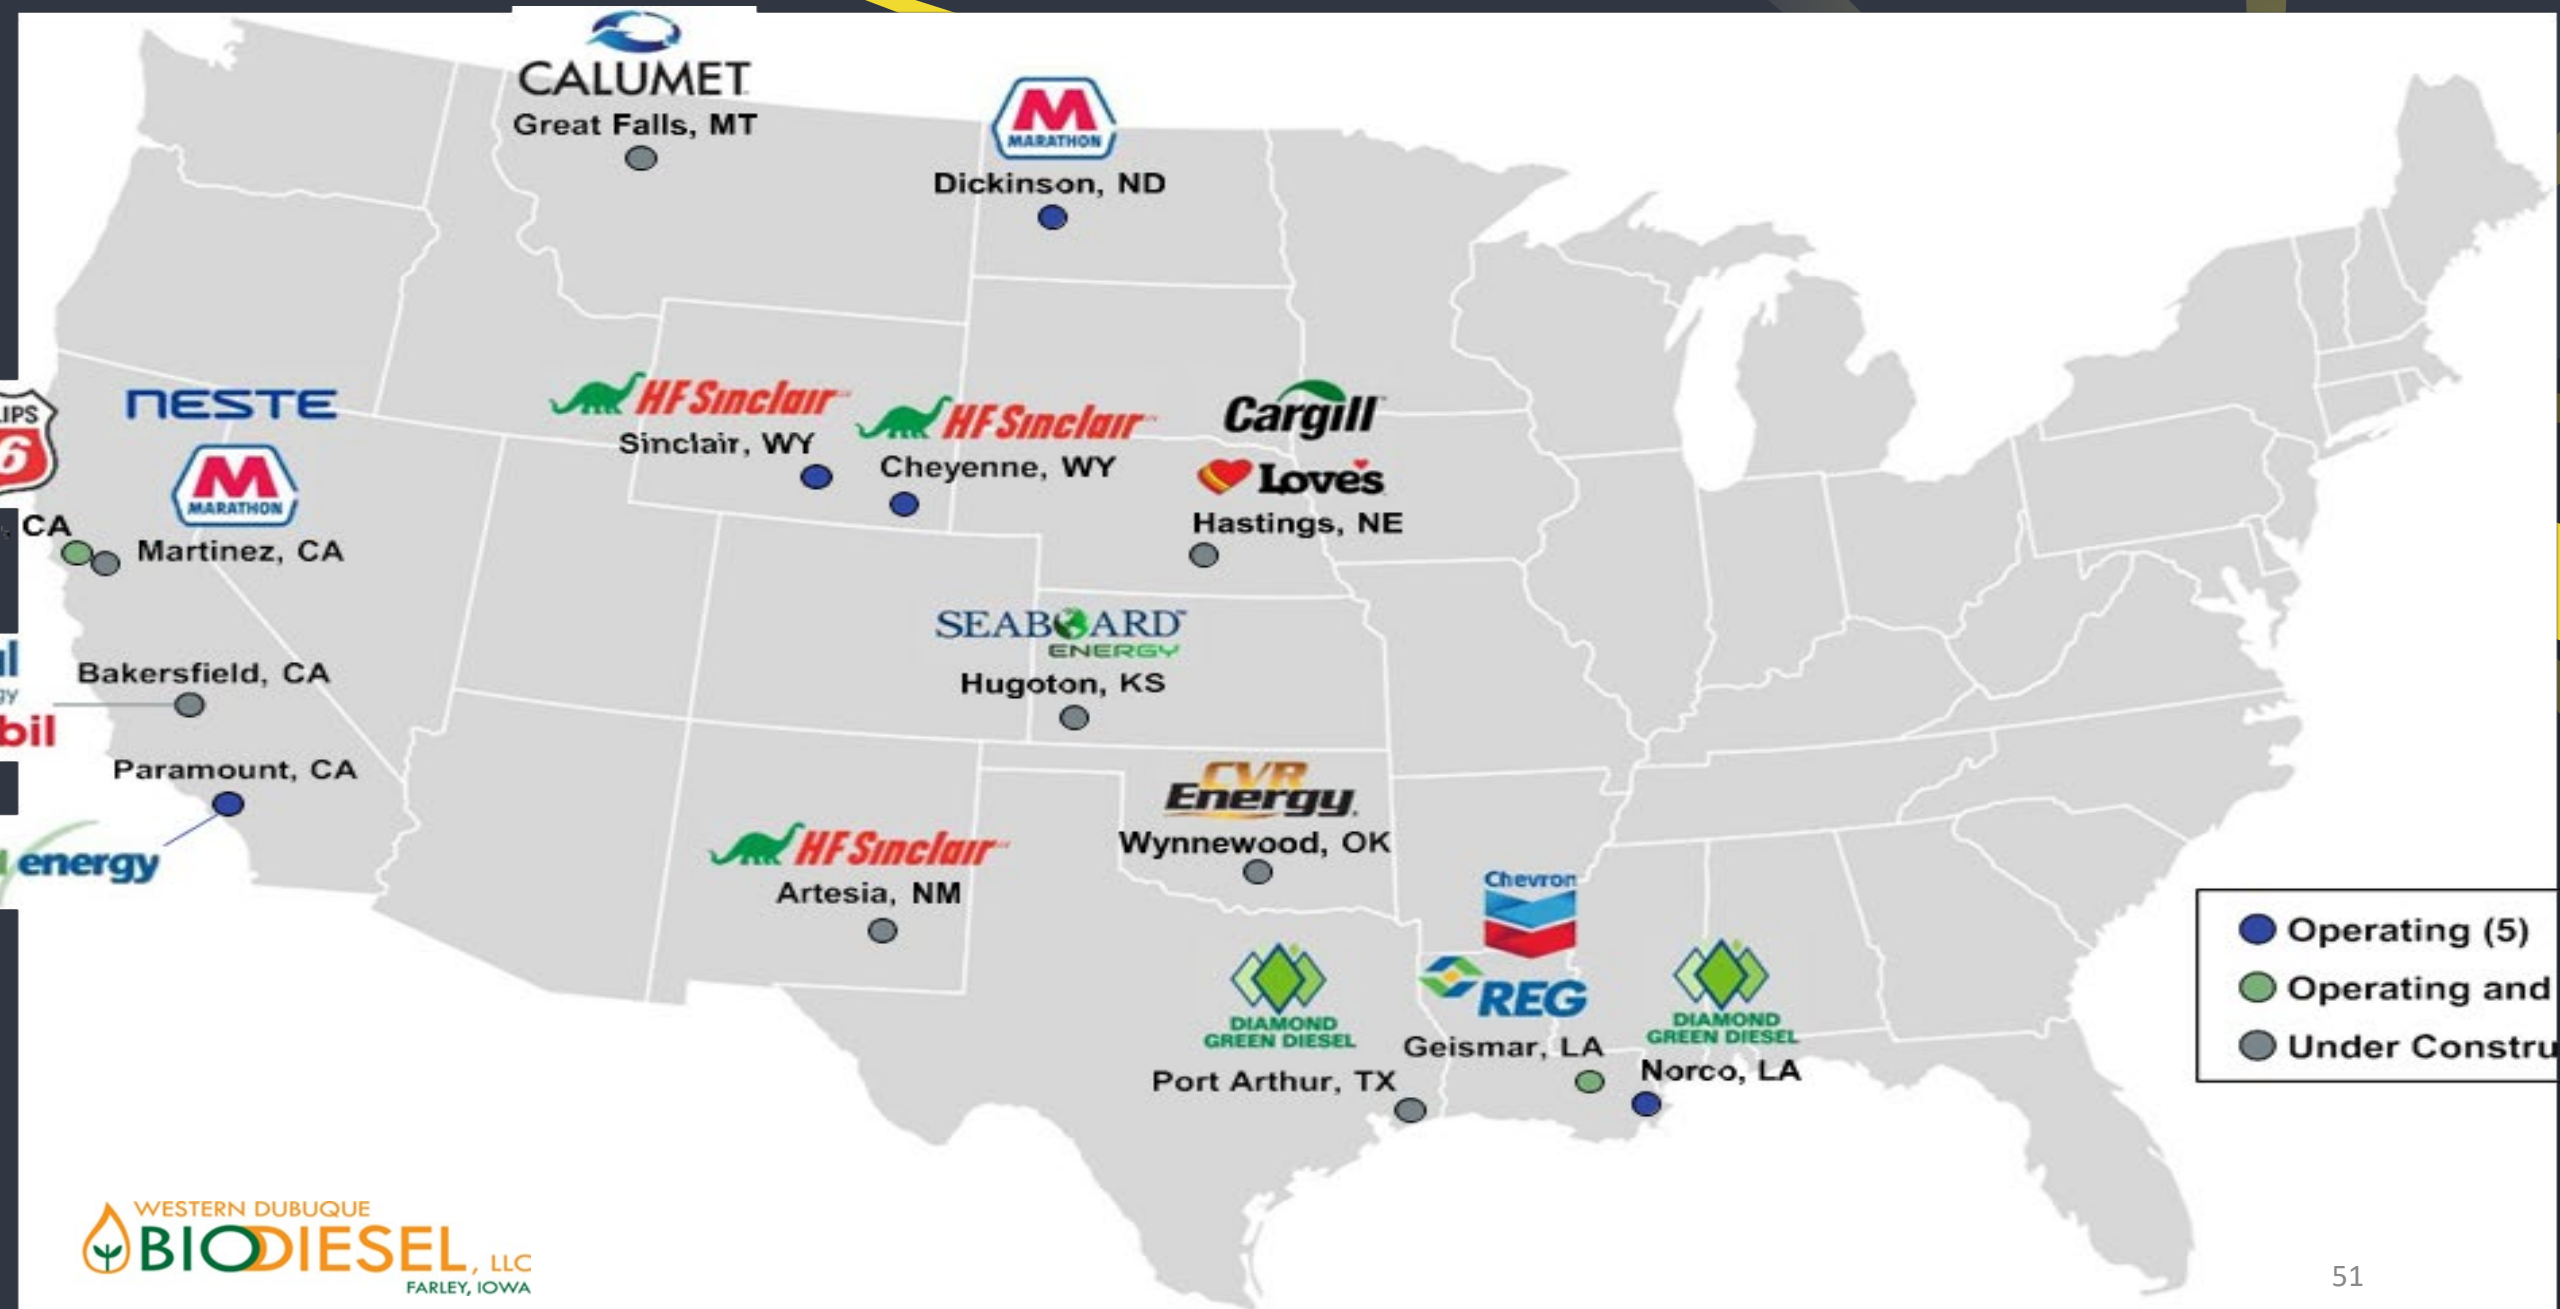 CALUMET
Great Falls, MT
MARATHON
Dickinson, ND
LIPS
6
NESTE
MARATHON
CA
Martinez, CA
HF Sinclair
Sinclair, WY
HF Sinclair
Cheyenne, WY
Cargill
Love's
Hastings, NE
SEABOARD™
ENERGY
Hugoton, KS
Bakersfield, CA
bil
Paramount, CA
energy
CVR
Energy
Wynnewood, OK
HF Sinclair
Artesia, NM
Chevron
REG
Geismar, LA
DIAMOND
GREEN DIESEL
Port Arthur, TX
DIAMOND
GREEN DIESEL
Norco, LA
Operating (5)
Operating and
Under Constru
WESTERN DUBUQUE
BIODIESEL, LLC
FARLEY, IOWA
51